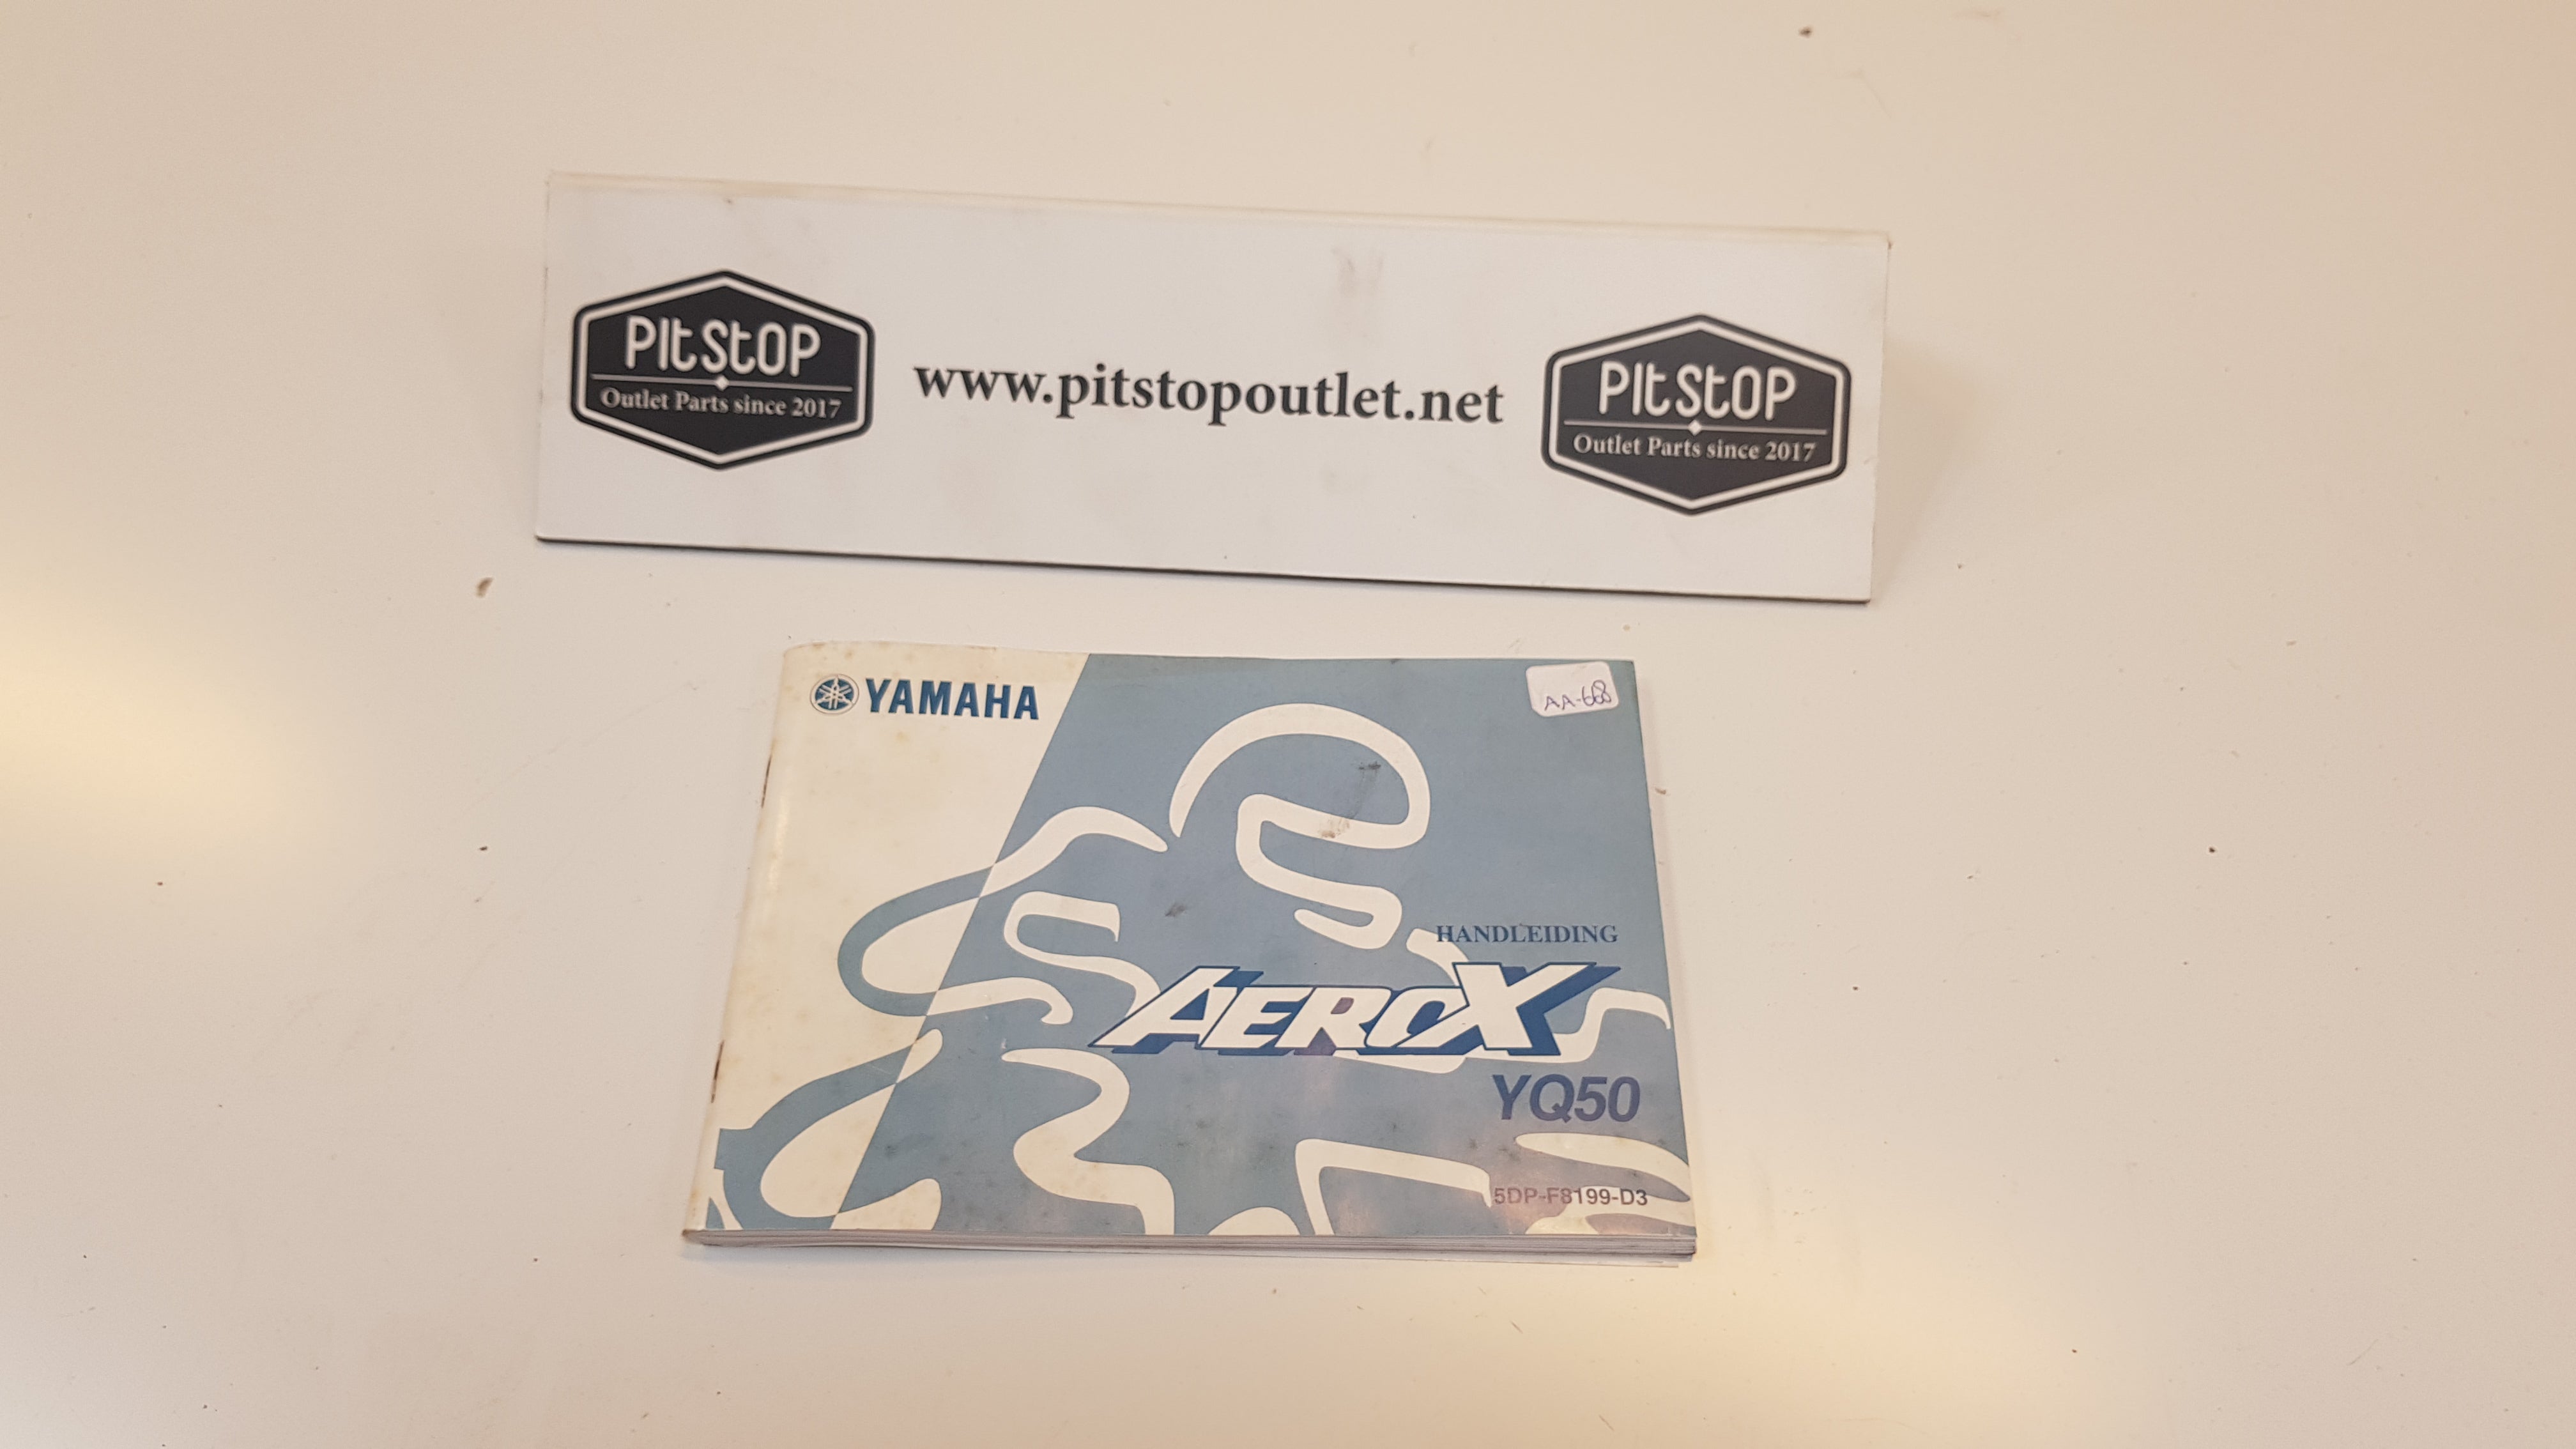 PitStOP
Outlet Parts since 2017
www.pitstopoutlet.net
PitStOP
Outlet Parts since 2017
YAMAHA
AA-668
HANDLEIDING
AEROX
YQ50
5DP-F8199-D3